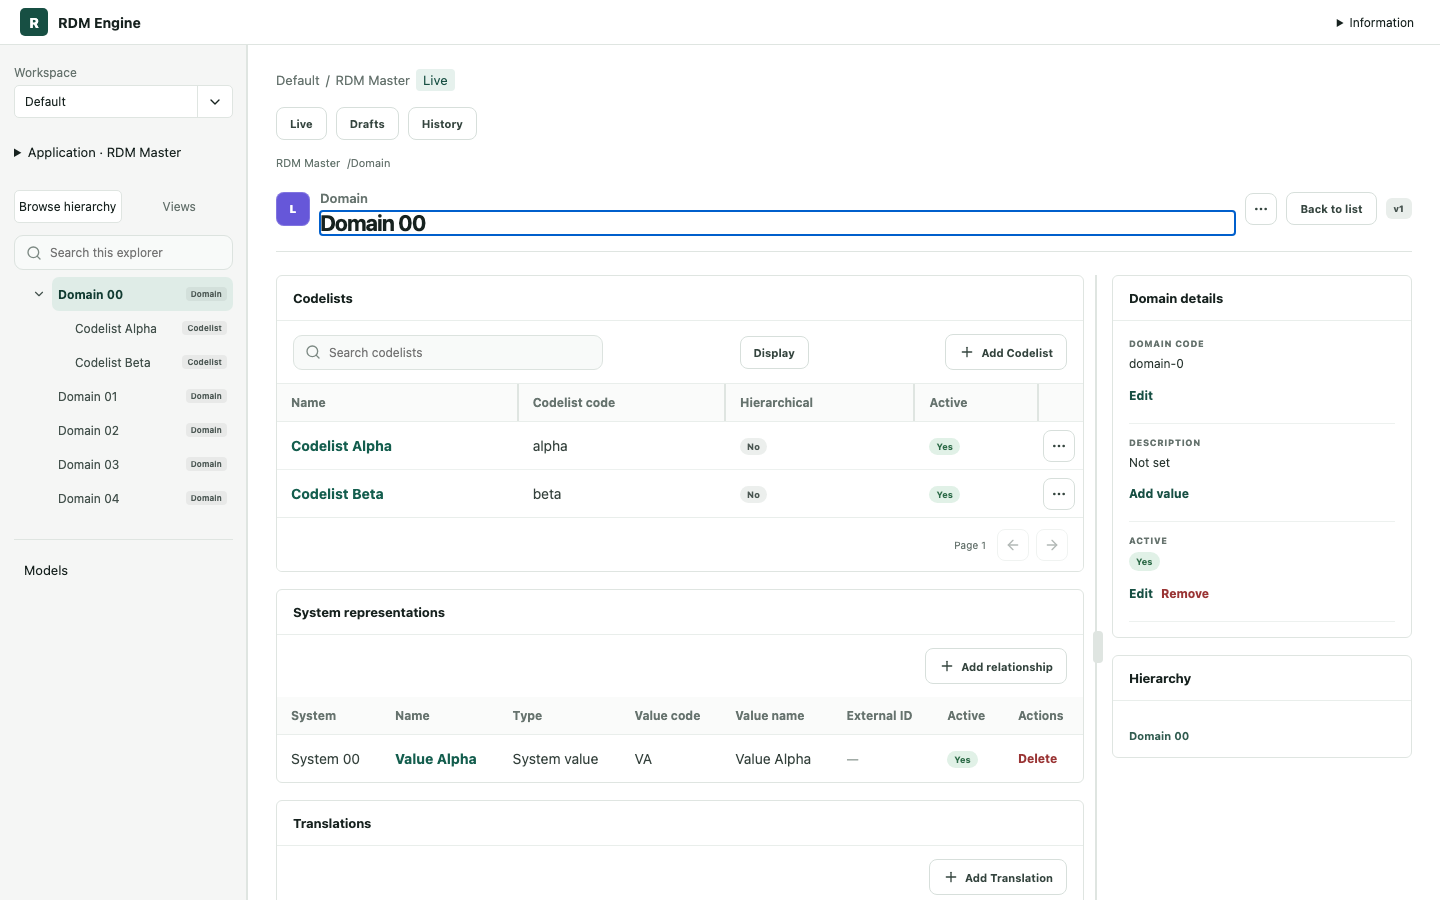 R RDM Engine
Information
Workspace
Default
Application · RDM Master
Browse hierarchy Views
Search this explorer
Domain 00 Domain
Codelist Alpha Codelist
Codelist Beta Codelist
Domain 01 Domain
Domain 02 Domain
Domain 03 Domain
Domain 04 Domain
Models
Default / RDM Master Live
Live Drafts History
RDM Master /Domain
L
Domain
Domain 00
... Back to list v1
Codelists
Search codelists Display + Add Codelist
Name Codelist code Hierarchical Active
Codelist Alpha alpha No Yes ...
Codelist Beta beta No Yes ...
Page 1
System representations
+ Add relationship
System Name Type Value code Value name External ID Active Actions
System 00 Value Alpha System value VA Value Alpha — Yes Delete
Translations
+ Add Translation
Domain details
DOMAIN CODE
domain-0
Edit
DESCRIPTION
Not set
Add value
ACTIVE
Yes
Edit Remove
Hierarchy
Domain 00